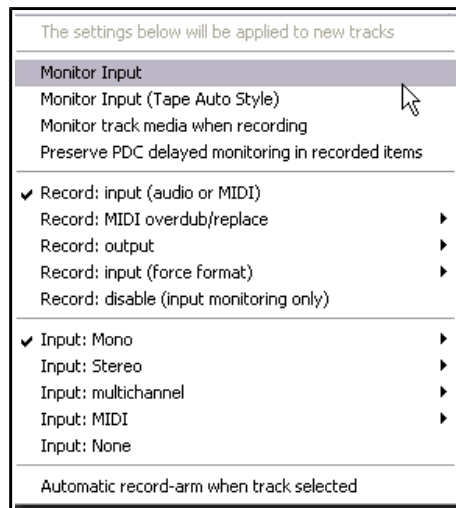 The settings below will be applied to new tracks
Monitor Input
Monitor Input (Tape Auto Style)
Monitor track media when recording
Preserve PDC delayed monitoring in recorded items
Record: input (audio or MIDI)
Record: MIDI overdub/replace
Record: output
Record: input (force format)
Record: disable (input monitoring only)
Input: Mono
Input: Stereo
Input: multichannel
Input: MIDI
Input: None
Automatic record-arm when track selected